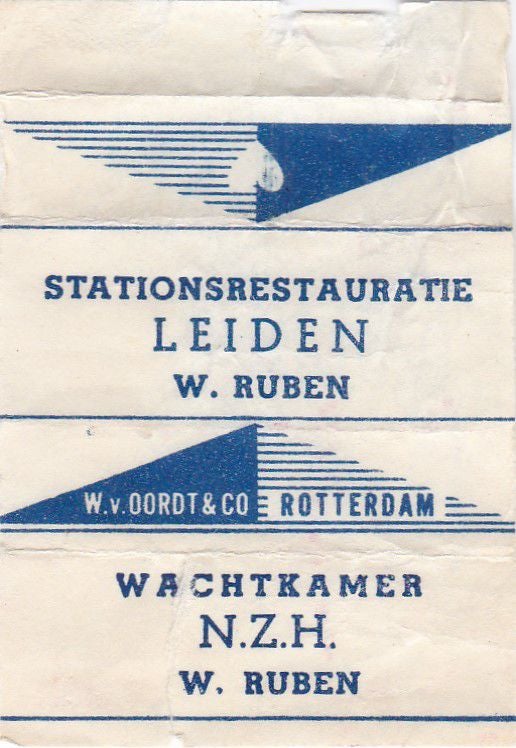 STATIONSRESTAURATIE
LEIDEN
W. RUBEN
W.v.OORDT & CO ROTTERDAM
WACHTKAMER
N.Z.H.
W. RUBEN